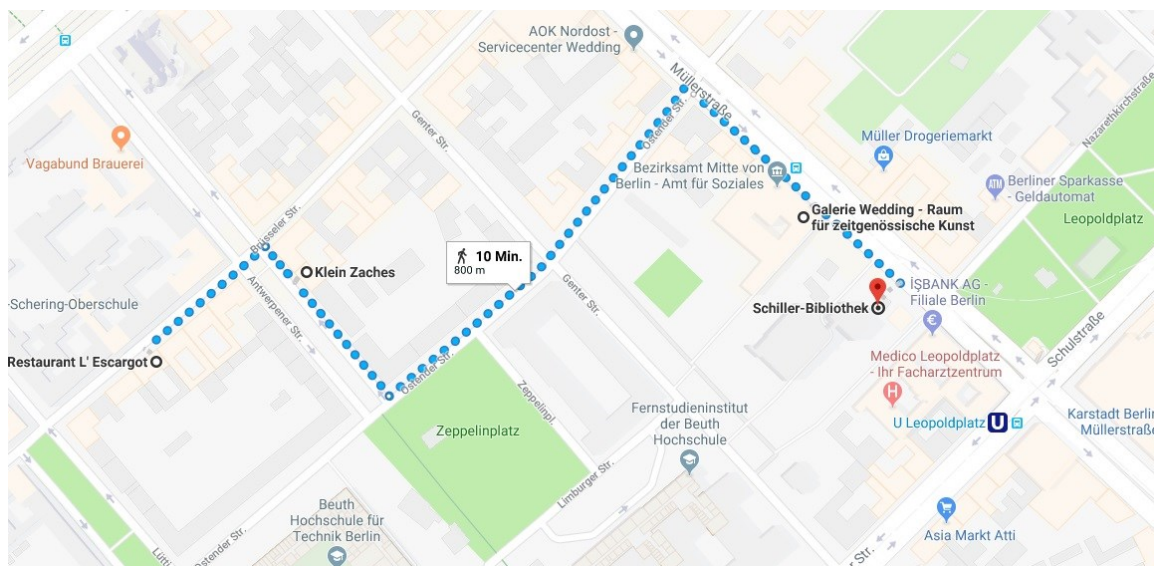 AOK Nordost -
Servicecenter Wedding
Müllerstraße
Nazarethkirchstraße
Genter Str.
Ostender Str.
Müller Drogeriemarkt
Vagabund Brauerei
Bezirksamt Mitte von
Berlin - Amt für Soziales
ATM
Berliner Sparkasse
- Geldautomat
Leopoldplatz
Galerie Wedding - Raum
für zeitgenössische Kunst
Brüsseler Str.
10 Min.
800 m
Klein Zaches
Antwerpener Str.
Genter Str.
-Schering-Oberschule
İŞBANK AG -
Filiale Berlin
€
Schiller-Bibliothek
Schulstraße
Restaurant L' Escargot
Ostender Str.
Medico Leopoldplatz
- Ihr Facharztzentrum
H
Zeppelinpl.
Zeppelinplatz
Fernstudieninstitut
der Beuth
Hochschule
U Leopoldplatz
U
Karstadt Berlin
Müllerstraße
Limburger Str.
Beuth
Hochschule für
Technik Berlin
Ostender Str.
Lütti
Asia Markt Atti
Str.